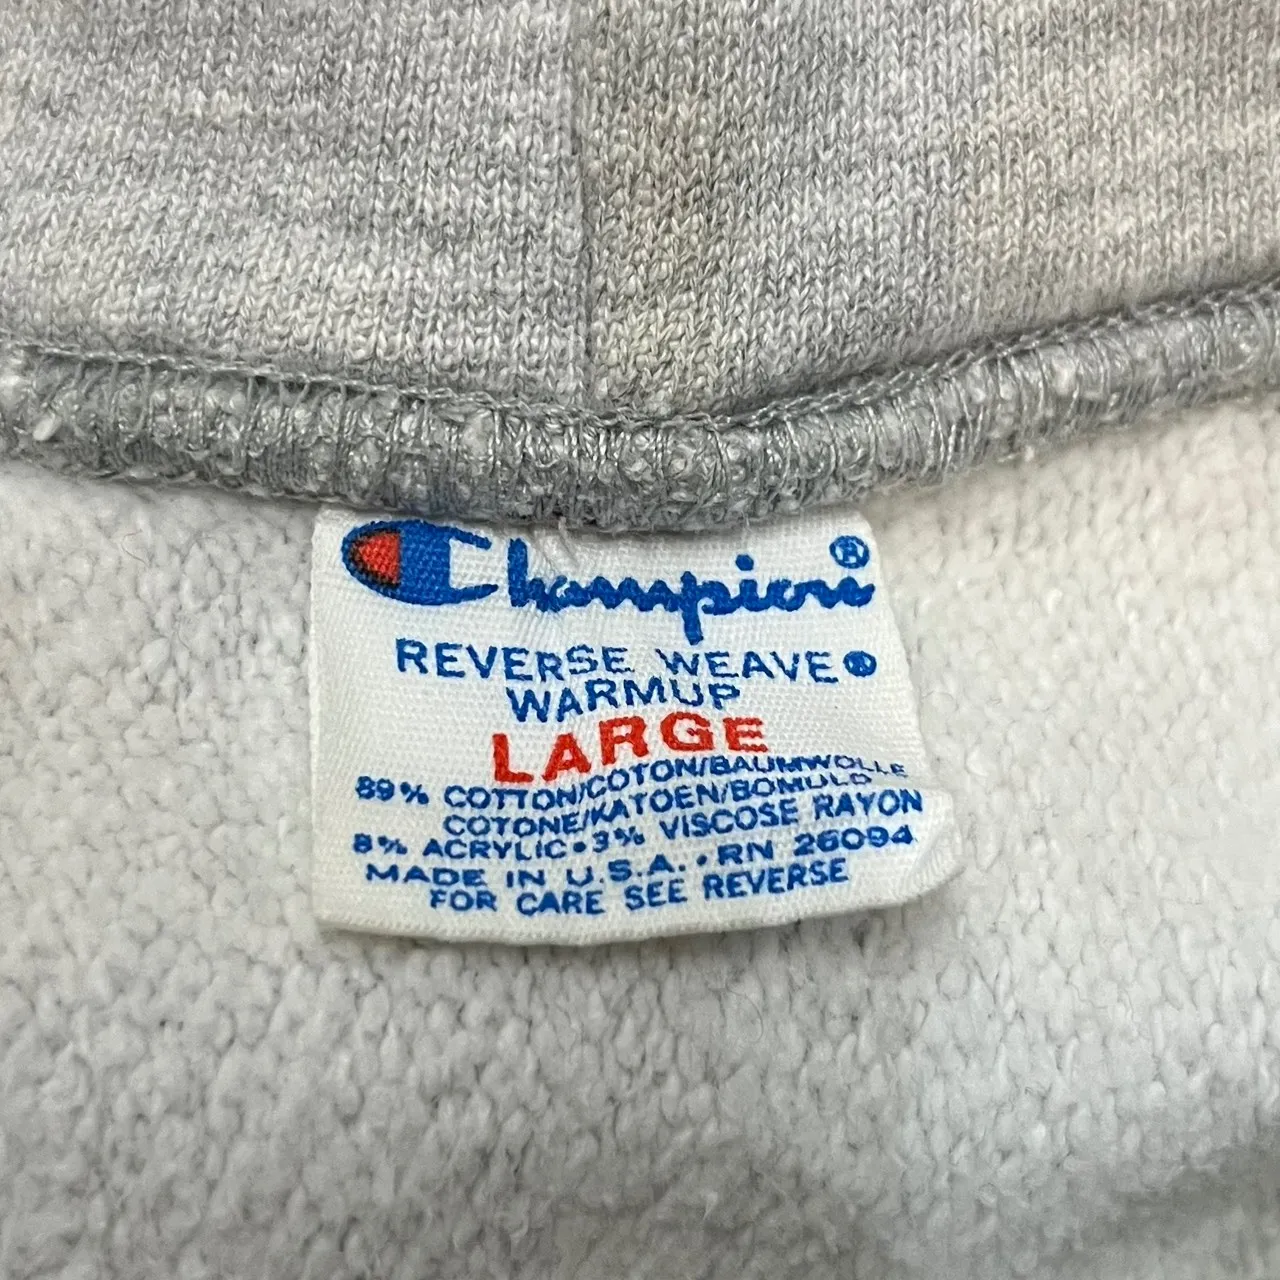 Champion®
REVERSE WEAVE®
WARMUP
LARGE
89% COTTON/COTON/BAUMWOLLE
COTONE/KATOEN/BOMULD
8% ACRYLIC • 3% VISCOSE RAYON
MADE IN U.S.A. • RN 26094
FOR CARE SEE REVERSE